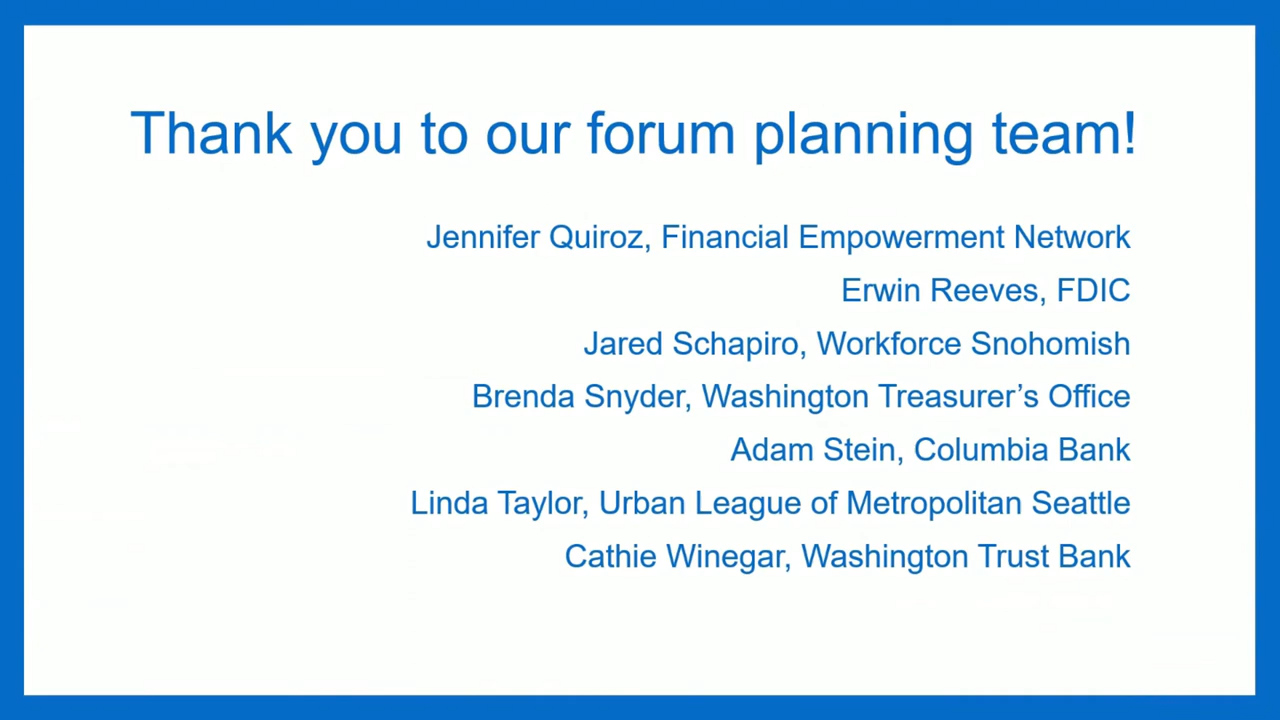 Thank you to our forum planning team!
Jennifer Quiroz, Financial Empowerment Network
Erwin Reeves, FDIC
Jared Schapiro, Workforce Snohomish
Brenda Snyder, Washington Treasurer’s Office
Adam Stein, Columbia Bank
Linda Taylor, Urban League of Metropolitan Seattle
Cathie Winegar, Washington Trust Bank